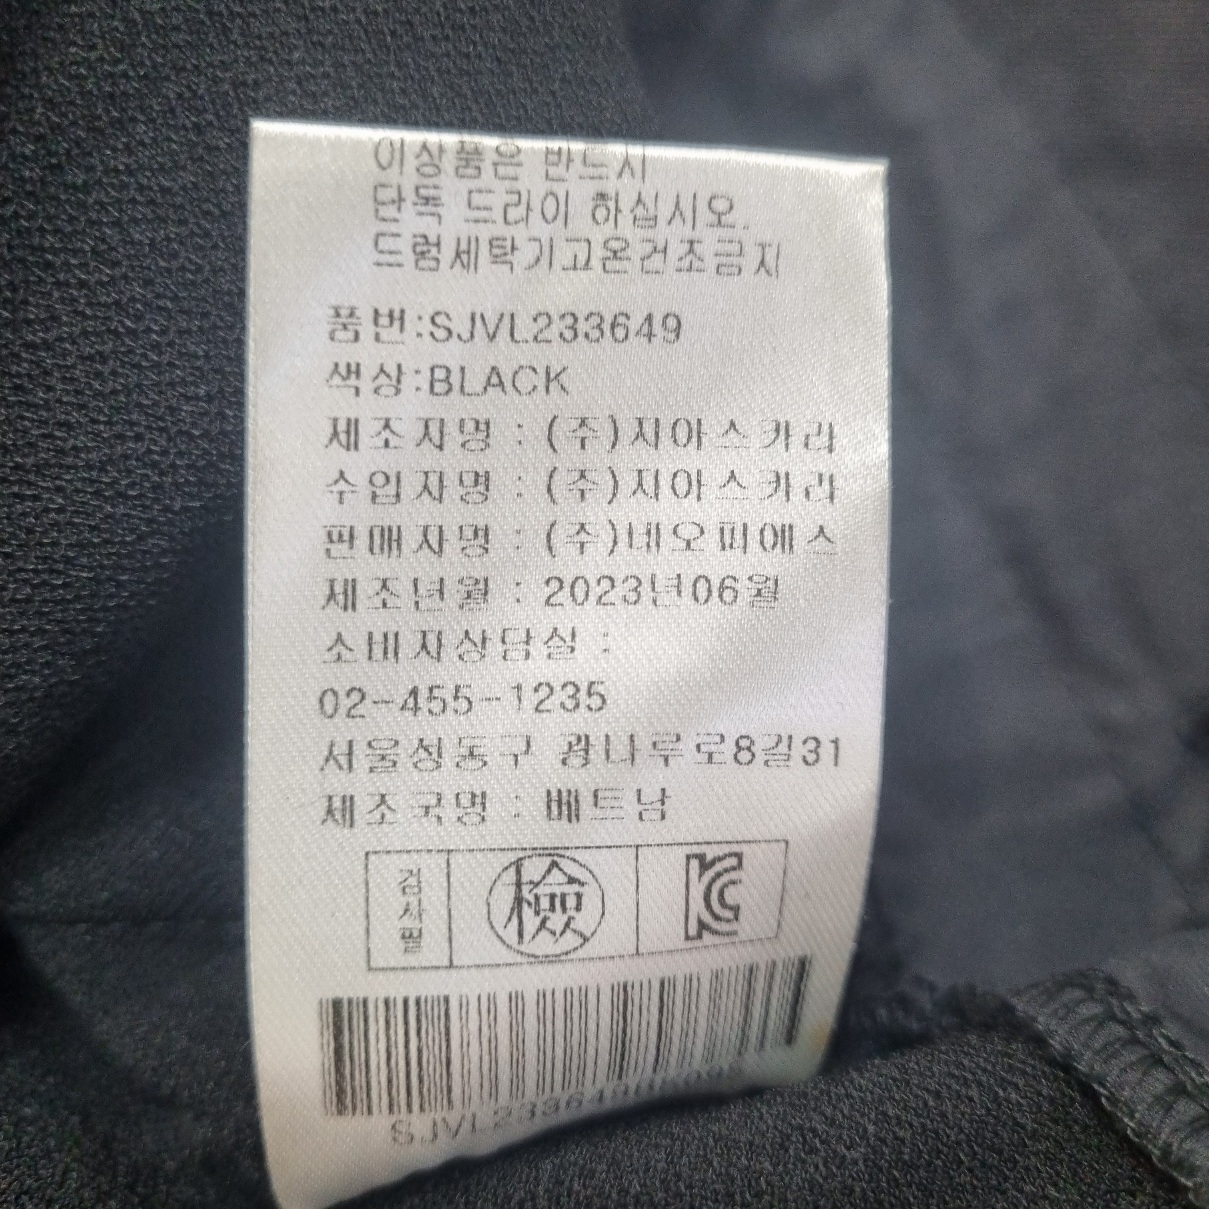 이상품은 반드시
단독 드라이 하십시오.
드럼세탁기고온건조금지
품번:SJVL233649
색상:BLACK
제조자명 : (주)지아스카라
수입자명 : (주)지아스카라
판매자명 : (주)네오피에스
제조년월 : 2023년06월
소비자상담실 :
02-455-1235
서울성동구 광나루로8길31
제조국명 : 베트남
검사필
檢
KC